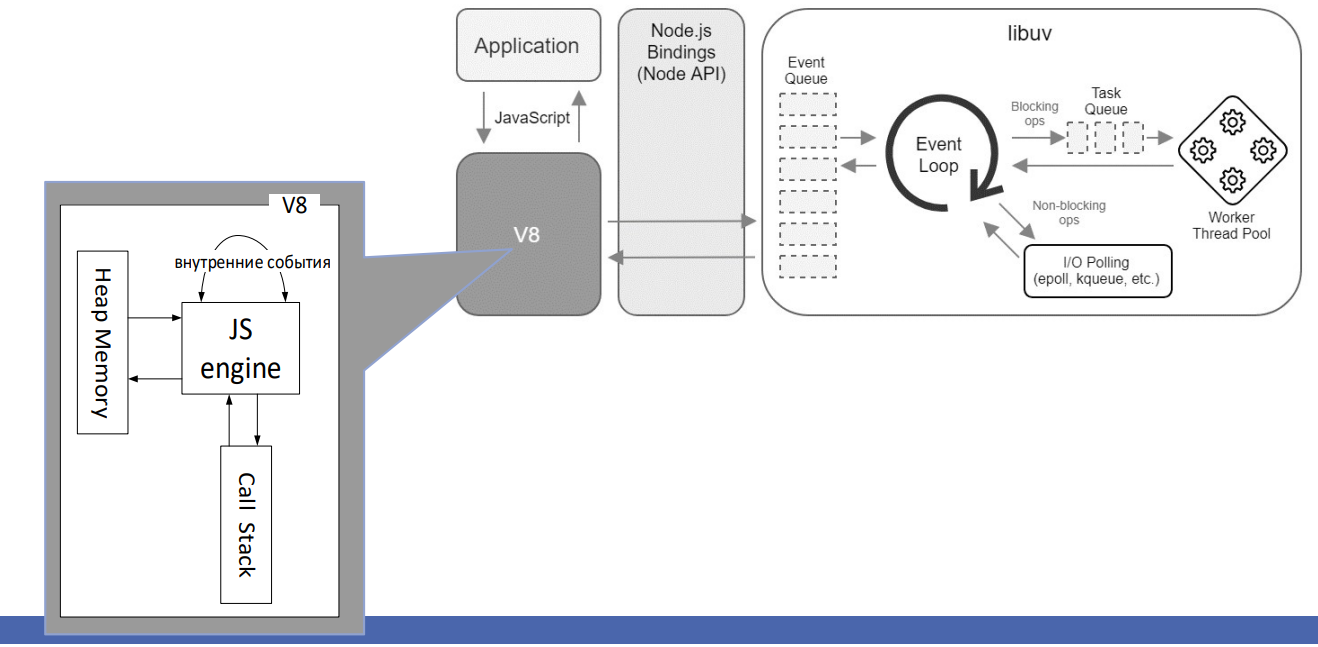 Application
JavaScript
V8
Node.js
Bindings
(Node API)
libuv
Event
Queue
Event
Loop
Blocking
ops
Task
Queue
Worker
Thread Pool
Non-blocking
ops
I/O Polling
(epoll, kqueue, etc.)
V8
внутренние события
Heap Memory
JS
engine
Call Stack